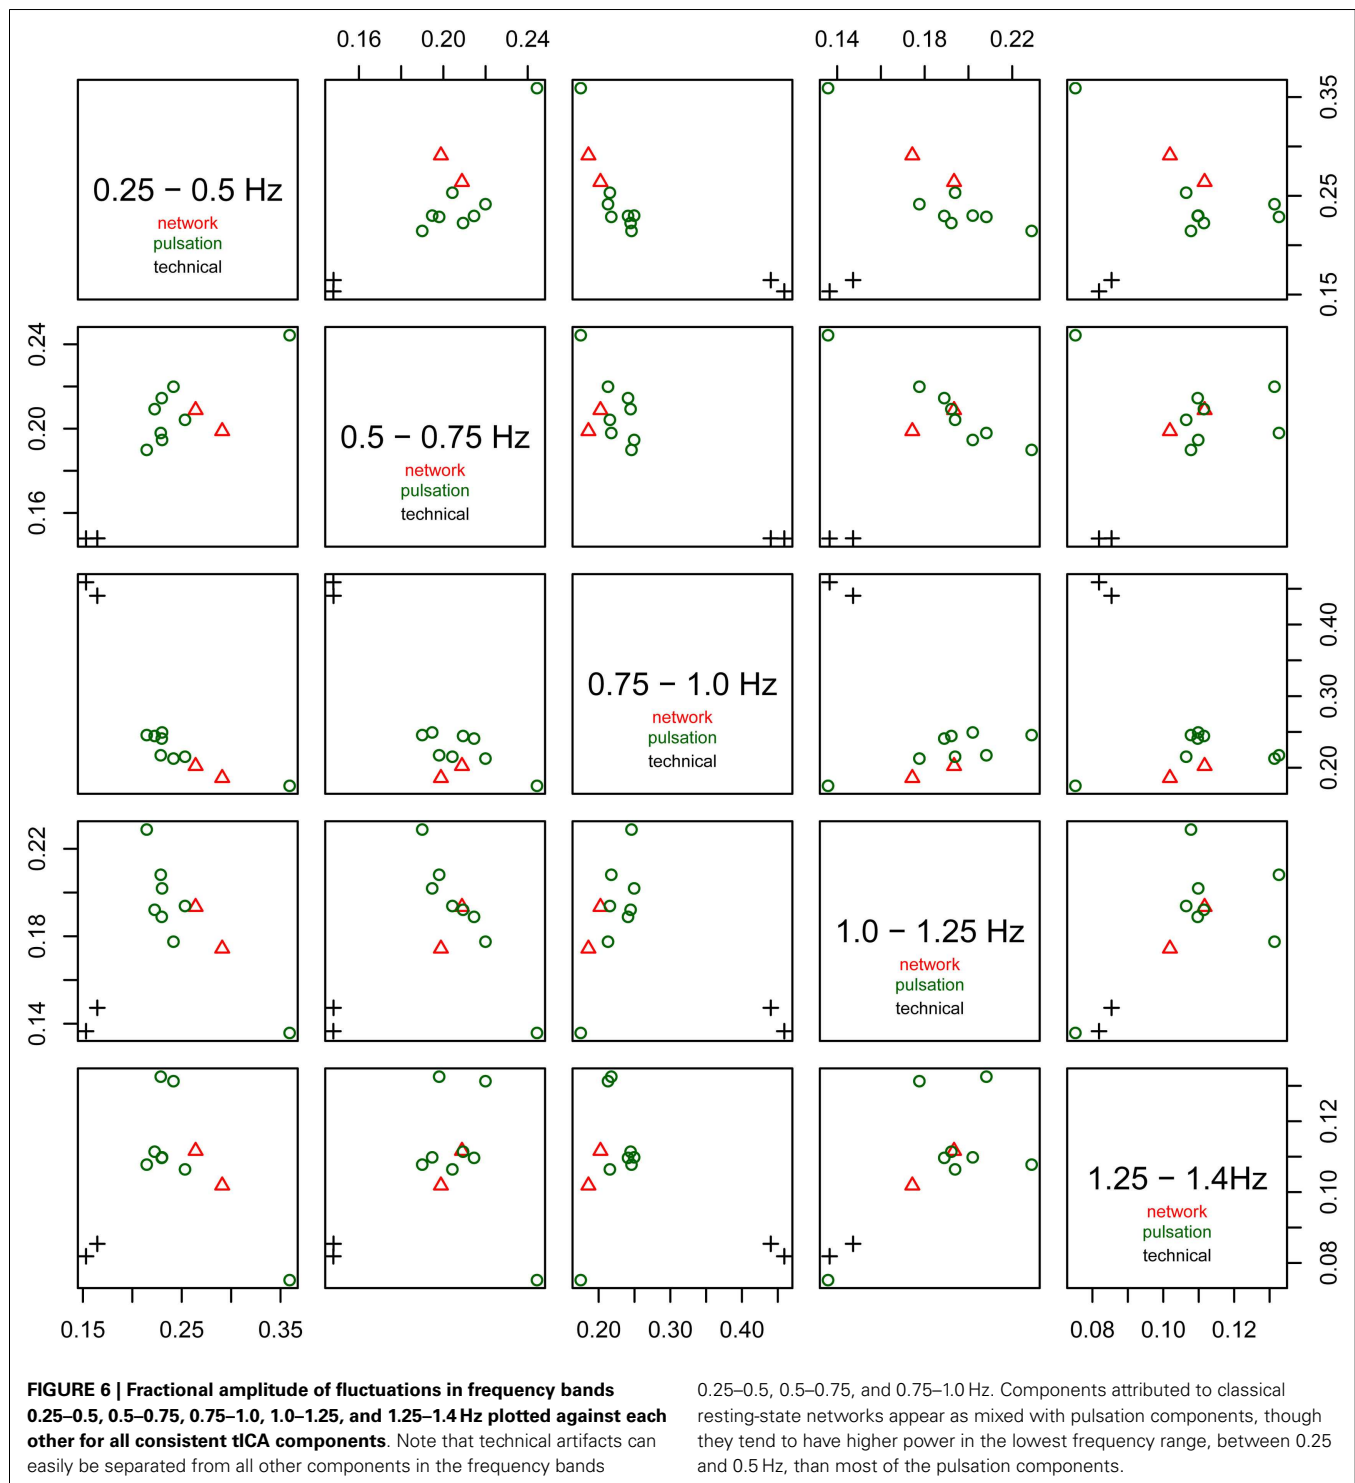 0.16 0.20 0.24 0.14 0.18 0.22
0.25 − 0.5 Hz
network
pulsation
technical
0.35
0.25
0.15
0.24
0.20
0.16
0.5 − 0.75 Hz
network
pulsation
technical
0.75 − 1.0 Hz
network
pulsation
technical
0.40
0.30
0.20
0.22
0.18
0.14
1.0 − 1.25 Hz
network
pulsation
technical
1.25 − 1.4Hz
network
pulsation
technical
0.12
0.10
0.08
0.15 0.25 0.35 0.20 0.30 0.40 0.08 0.10 0.12
FIGURE 6 | Fractional amplitude of fluctuations in frequency bands
0.25–0.5, 0.5–0.75, 0.75–1.0, 1.0–1.25, and 1.25–1.4 Hz plotted against each
other for all consistent tICA components. Note that technical artifacts can
easily be separated from all other components in the frequency bands
0.25–0.5, 0.5–0.75, and 0.75–1.0 Hz. Components attributed to classical
resting-state networks appear as mixed with pulsation components, though
they tend to have higher power in the lowest frequency range, between 0.25
and 0.5 Hz, than most of the pulsation components.